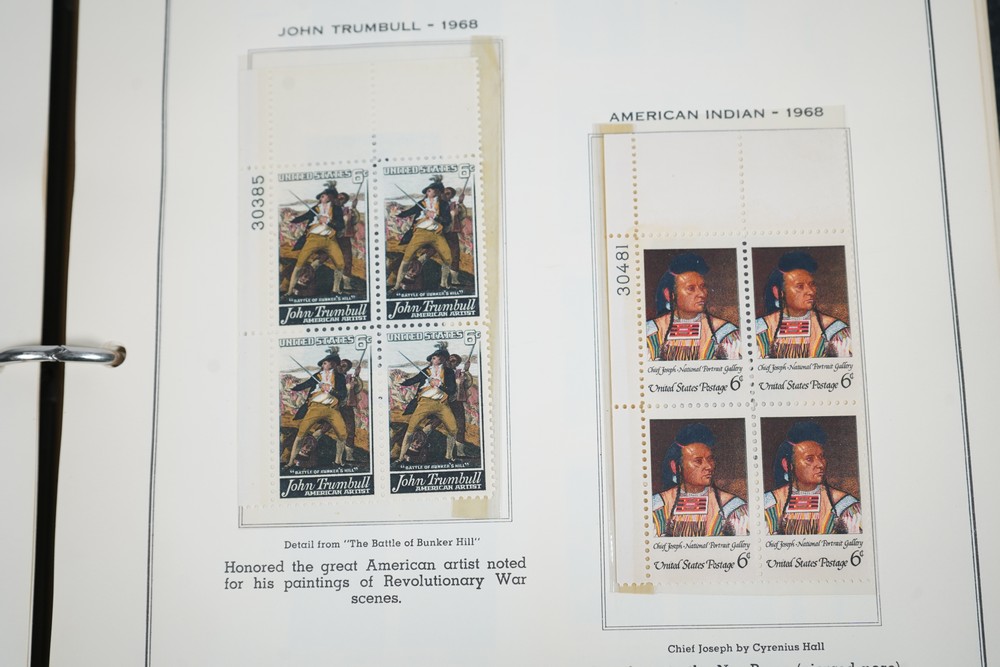 JOHN TRUMBULL - 1968
30385
UNITED STATES 6¢
"BATTLE OF BUNKER'S HILL"
John Trumbull
AMERICAN ARTIST
UNITED STATES 6¢
"BATTLE OF BUNKER'S HILL"
John Trumbull
AMERICAN ARTIST
UNITED STATES 6¢
"BATTLE OF BUNKER'S HILL"
John Trumbull
AMERICAN ARTIST
UNITED STATES 6¢
"BATTLE OF BUNKER'S HILL"
John Trumbull
AMERICAN ARTIST
Detail from "The Battle of Bunker Hill"
Honored the great American artist noted
for his paintings of Revolutionary War
scenes.
AMERICAN INDIAN - 1968
30481
Chief Joseph-National Portrait Gallery
United States Postage 6¢
Chief Joseph-National Portrait Gallery
United States Postage 6¢
Chief Joseph-National Portrait Gallery
United States Postage 6¢
Chief Joseph-National Portrait Gallery
United States Postage 6¢
Chief Joseph by Cyrenius Hall